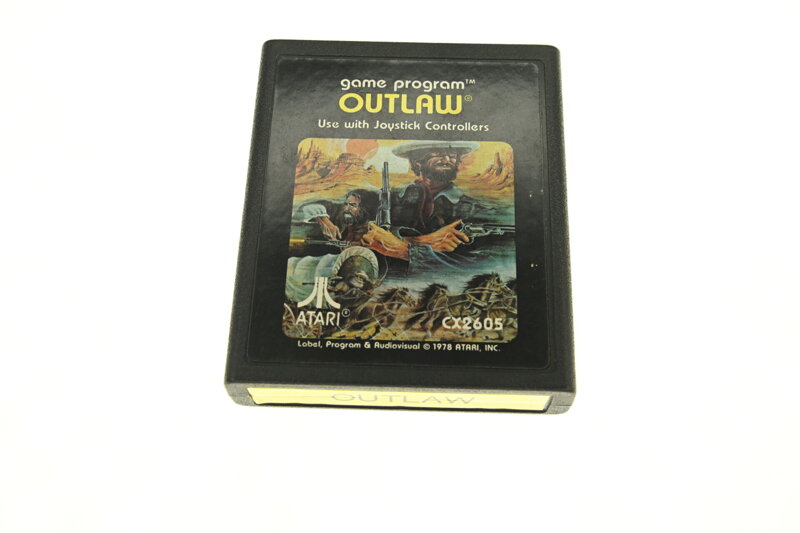 game program™
OUTLAW®
Use with Joystick Controllers
ATARI®
CX2605
Label, Program & Audiovisual © 1978 ATARI, INC.
OUTLAW